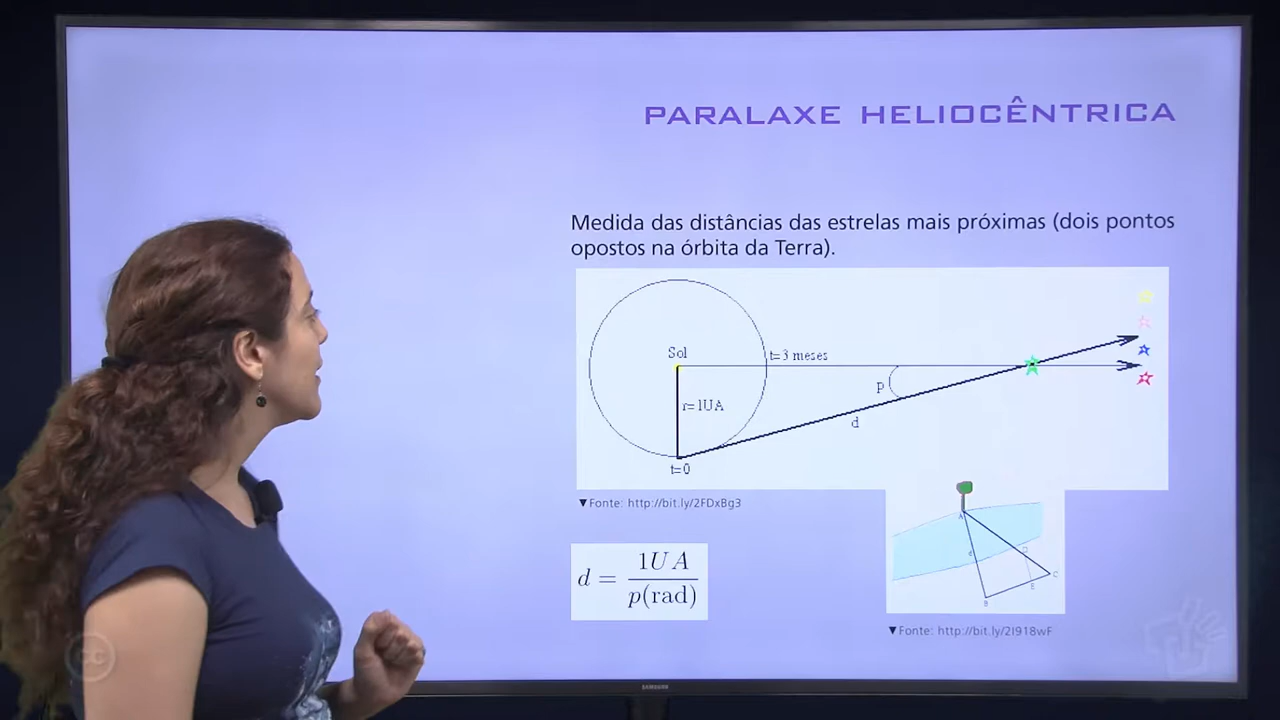 PARALAXE HELIOCÊNTRICA
Medida das distâncias das estrelas mais próximas (dois pontos
opostos na órbita da Terra).
Sol
t=3 meses
p
r=1UA
d
t=0
▼Fonte: http://bit.ly/2FDxBg3
d = 1UA / p(rad)
A
D
C
E
B
▼Fonte: http://bit.ly/2I918wF
SAMSUNG
cc